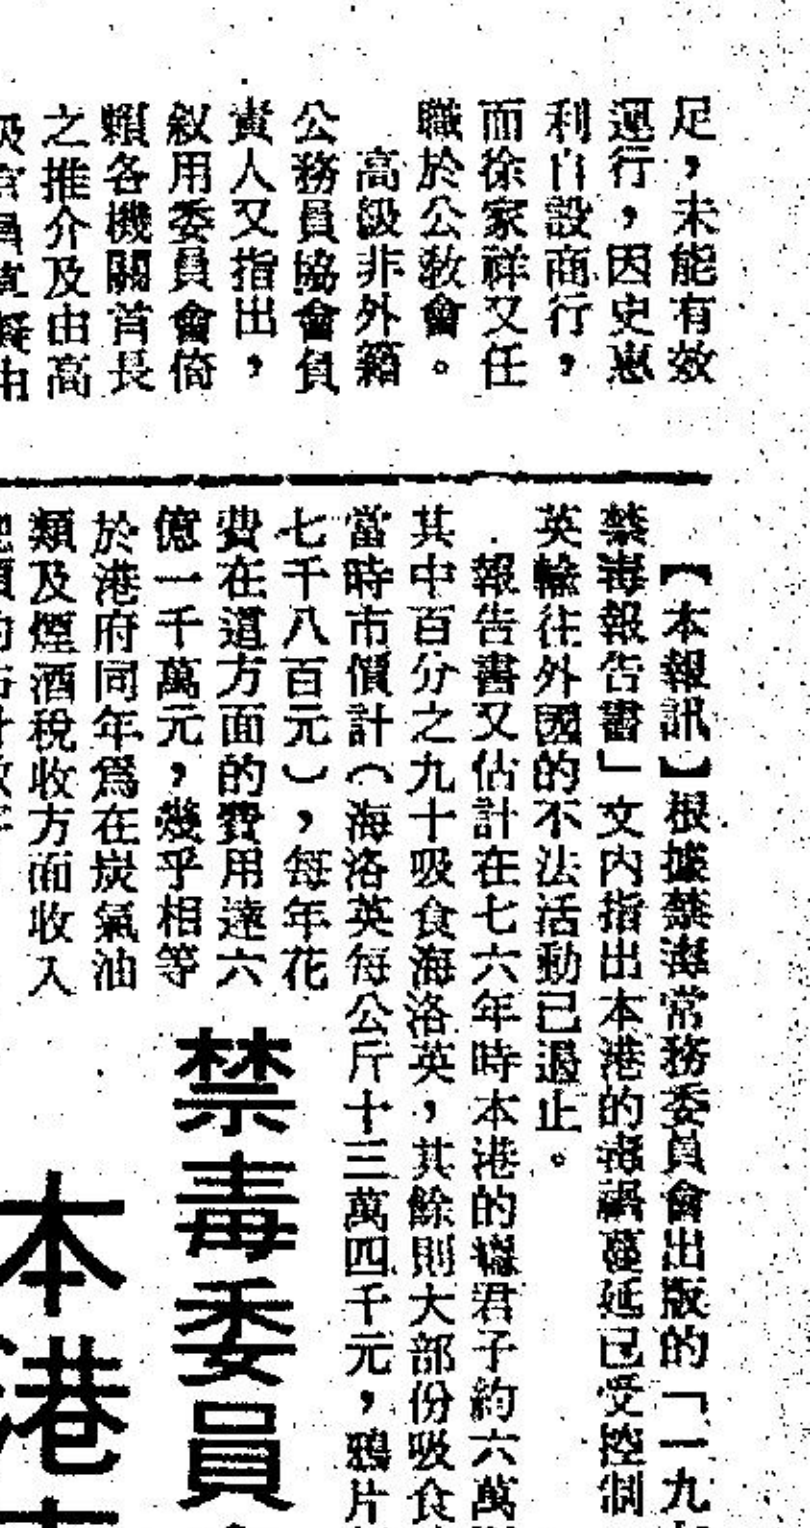 足，未能有效
運行，因史惠
利自設商行，
而徐家祥又任
職於公教會。
高級非外籍
公務員協會負
責人又指出，
敘用委員會倚
賴各機關首長
之推介及由高
【本報訊】根據禁毒常務委員會出版的「一九
禁毒報告書」文內指出本港的毒禍蔓延已受控制
英輸往外國的不法活動已遏止。
報告書又估計在七六年時本港的癮君子約六萬
其中百分之九十吸食海洛英，其餘則大部份吸食
當時市價計（海洛英每公斤十三萬四千元，鴉片
七千八百元），每年花
費在這方面的費用達六
億一千萬元，幾乎相等
於港府同年為在炭氣油
類及煙酒稅收方面收入
禁毒委員
本港